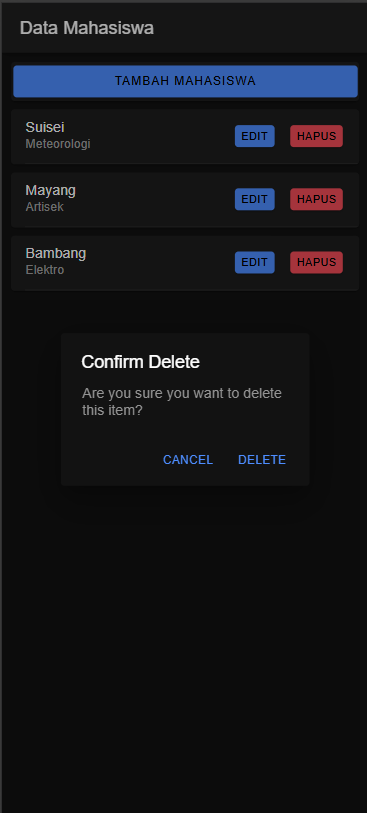 Data Mahasiswa
TAMBAH MAHASISWA
Suisei
Meteorologi
EDIT
HAPUS
Mayang
Artisek
EDIT
HAPUS
Bambang
Elektro
EDIT
HAPUS
Confirm Delete
Are you sure you want to delete
this item?
CANCEL
DELETE